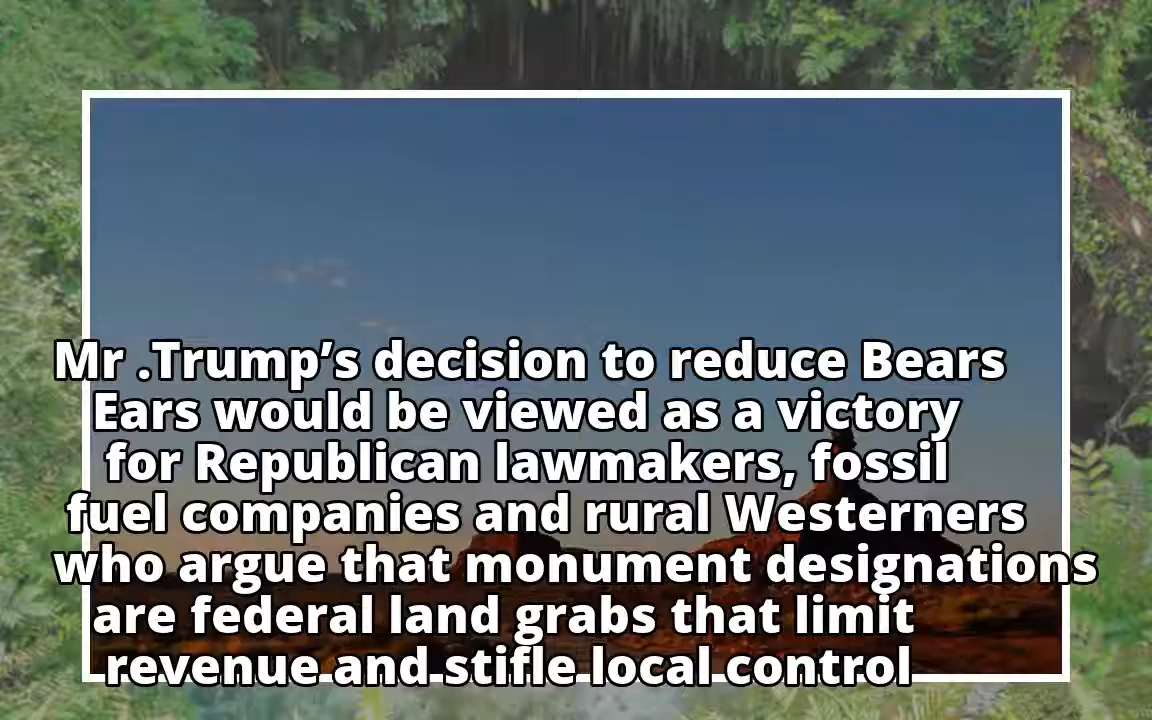 Mr .Trump’s decision to reduce Bears
Ears would be viewed as a victory
for Republican lawmakers, fossil
fuel companies and rural Westerners
who argue that monument designations
are federal land grabs that limit
revenue and stifle local control